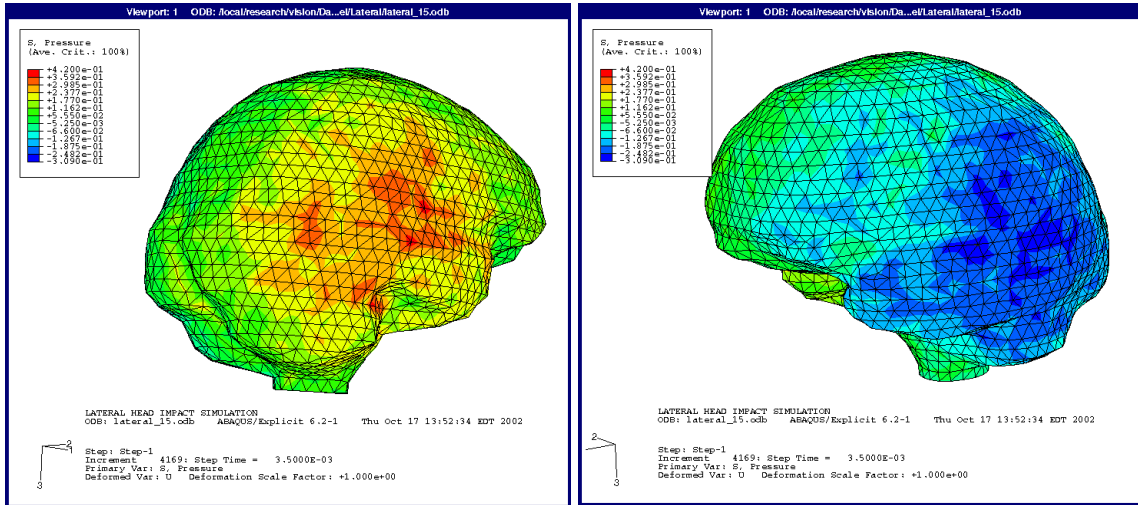 Viewport: 1 ODB: /local/research/vision/Da...el/Lateral/lateral_15.odb
S, Pressure
(Ave. Crit.: 100%)
+4.200e-01
+3.592e-01
+2.985e-01
+2.377e-01
+1.770e-01
+1.162e-01
+5.550e-02
-5.250e-03
-6.600e-02
-1.267e-01
-1.875e-01
-2.482e-01
-3.090e-01
LATERAL HEAD IMPACT SIMULATION
ODB: lateral_15.odb ABAQUS/Explicit 6.2-1 Thu Oct 17 13:52:34 EDT 2002
2
3
Step: Step-1
Increment 4169: Step Time = 3.5000E-03
Primary Var: S, Pressure
Deformed Var: U Deformation Scale Factor: +1.000e+00
Viewport: 1 ODB: /local/research/vision/Da...el/Lateral/lateral_15.odb
S, Pressure
(Ave. Crit.: 100%)
+4.200e-01
+3.592e-01
+2.985e-01
+2.377e-01
+1.770e-01
+1.162e-01
+5.550e-02
-5.250e-03
-6.600e-02
-1.267e-01
-1.875e-01
-2.482e-01
-3.090e-01
LATERAL HEAD IMPACT SIMULATION
ODB: lateral_15.odb ABAQUS/Explicit 6.2-1 Thu Oct 17 13:52:34 EDT 2002
2
3
Step: Step-1
Increment 4169: Step Time = 3.5000E-03
Primary Var: S, Pressure
Deformed Var: U Deformation Scale Factor: +1.000e+00